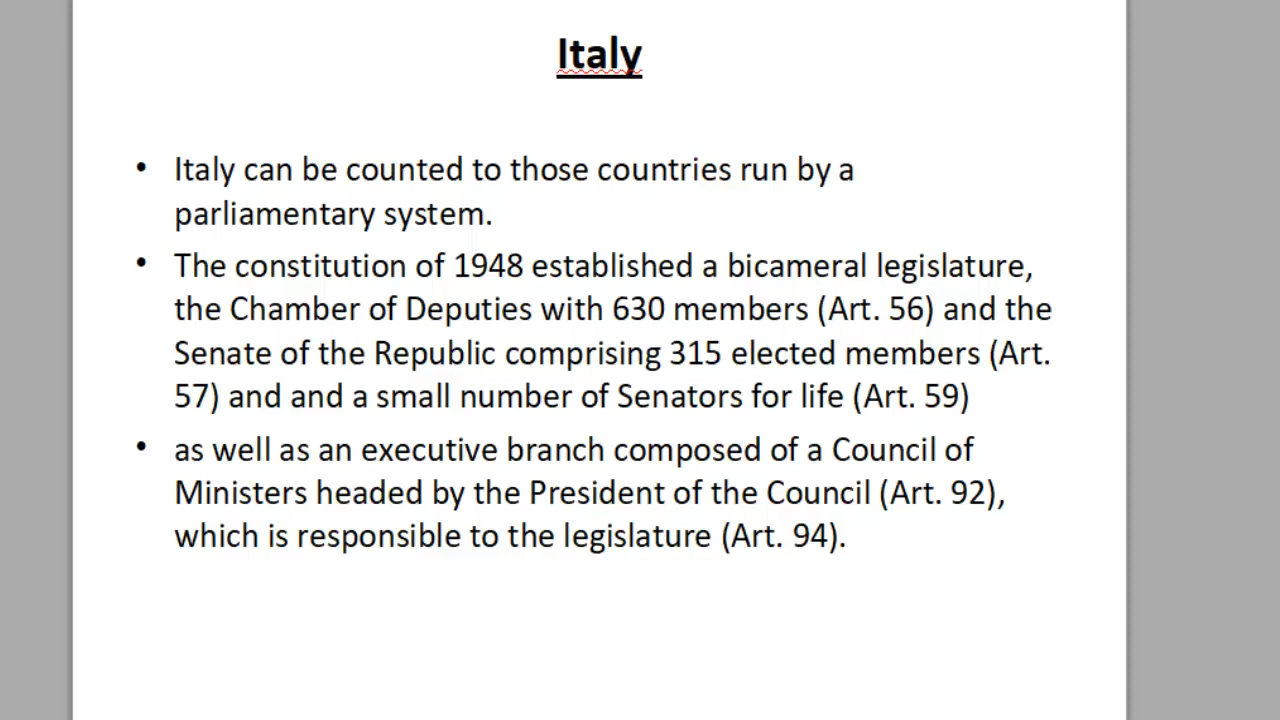 Italy
• Italy can be counted to those countries run by a
parliamentary system.
• The constitution of 1948 established a bicameral legislature,
the Chamber of Deputies with 630 members (Art. 56) and the
Senate of the Republic comprising 315 elected members (Art.
57) and and a small number of Senators for life (Art. 59)
• as well as an executive branch composed of a Council of
Ministers headed by the President of the Council (Art. 92),
which is responsible to the legislature (Art. 94).